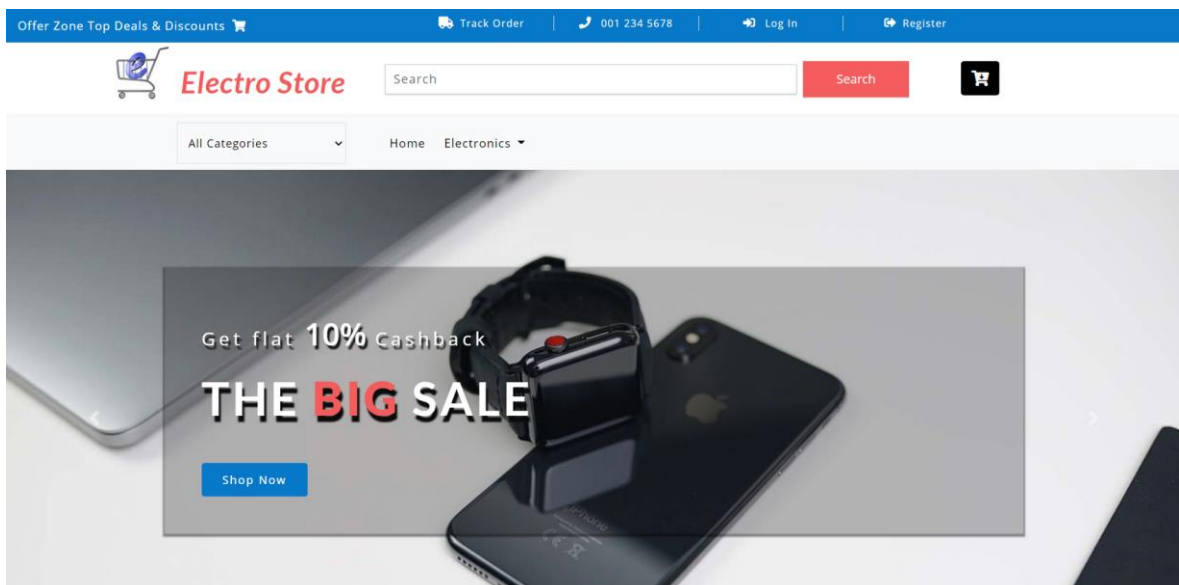 Offer Zone Top Deals & Discounts
Track Order
001 234 5678
Log In
Register
Electro Store
Search
Search
All Categories
Home
Electronics
Get flat 10% Cashback
THE BIG SALE
Shop Now
iPhone